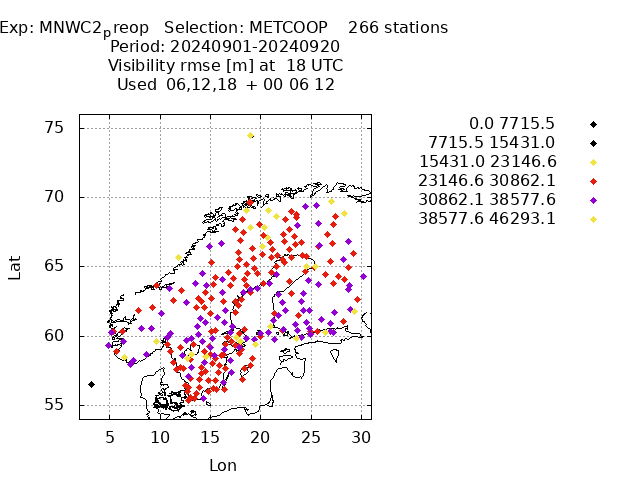 Exp: MNWC2preop Selection: METCOOP 266 stations
Period: 20240901-20240920
Visibility rmse [m] at 18 UTC
Used 06,12,18 + 00 06 12
0.0 7715.5
7715.5 15431.0
15431.0 23146.6
23146.6 30862.1
30862.1 38577.6
38577.6 46293.1
75
70
65
60
55
Lat
5 10 15 20 25 30
Lon